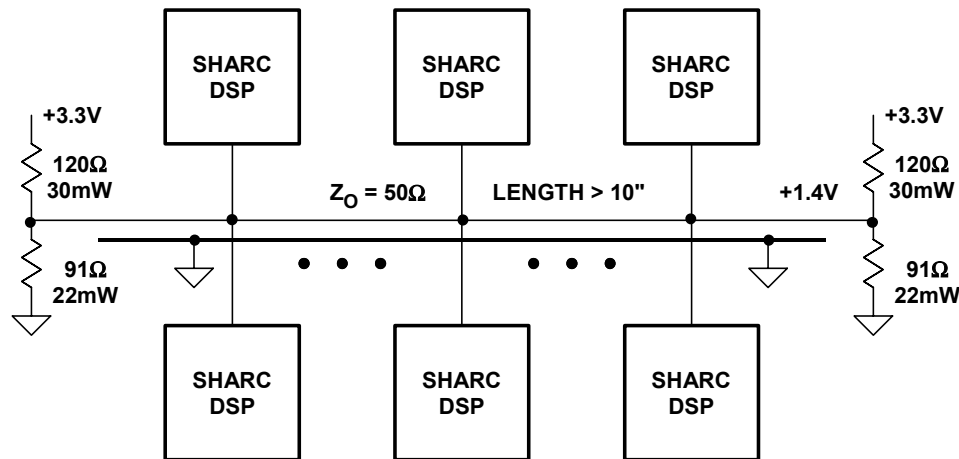 SHARC DSP
SHARC DSP
SHARC DSP
+3.3V
+3.3V
120Ω
30mW
120Ω
30mW
Z_O = 50Ω
LENGTH > 10"
+1.4V
91Ω
22mW
91Ω
22mW
SHARC DSP
SHARC DSP
SHARC DSP